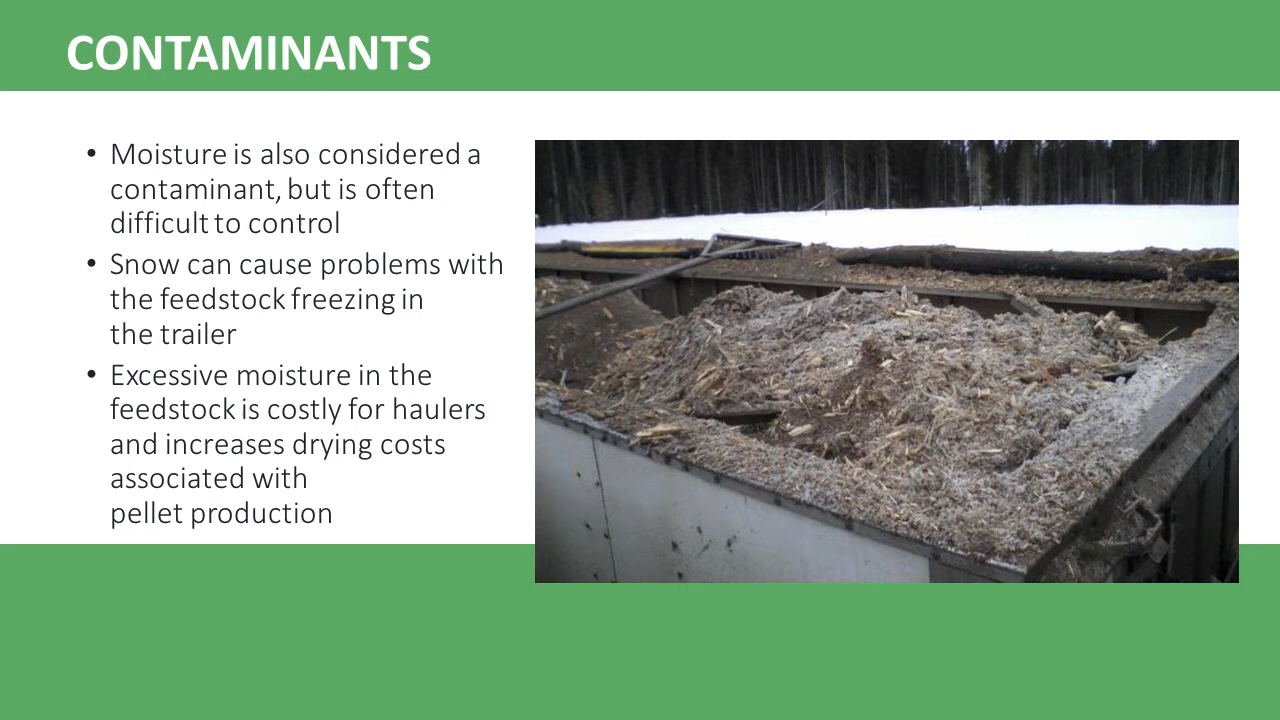 CONTAMINANTS
• Moisture is also considered a
contaminant, but is often
difficult to control
• Snow can cause problems with
the feedstock freezing in
the trailer
• Excessive moisture in the
feedstock is costly for haulers
and increases drying costs
associated with
pellet production